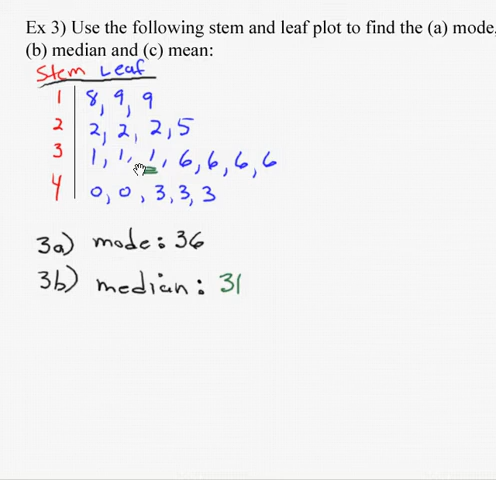 Ex 3) Use the following stem and leaf plot to find the (a) mode,
(b) median and (c) mean:
Stem Leaf
1 8, 9, 9
2 2, 2, 2, 5
3 1, 1, 1, 6, 6, 6, 6
4 0, 0, 3, 3, 3
3a) mode: 36
3b) median: 31